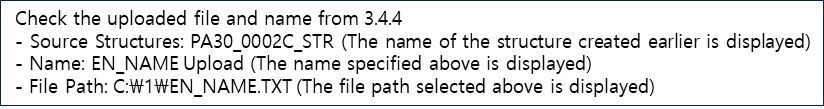 Check the uploaded file and name from 3.4.4
- Source Structures: PA30_0002C_STR (The name of the structure created earlier is displayed)
- Name: EN_NAME Upload (The name specified above is displayed)
- File Path: C:₩1₩EN_NAME.TXT (The file path selected above is displayed)